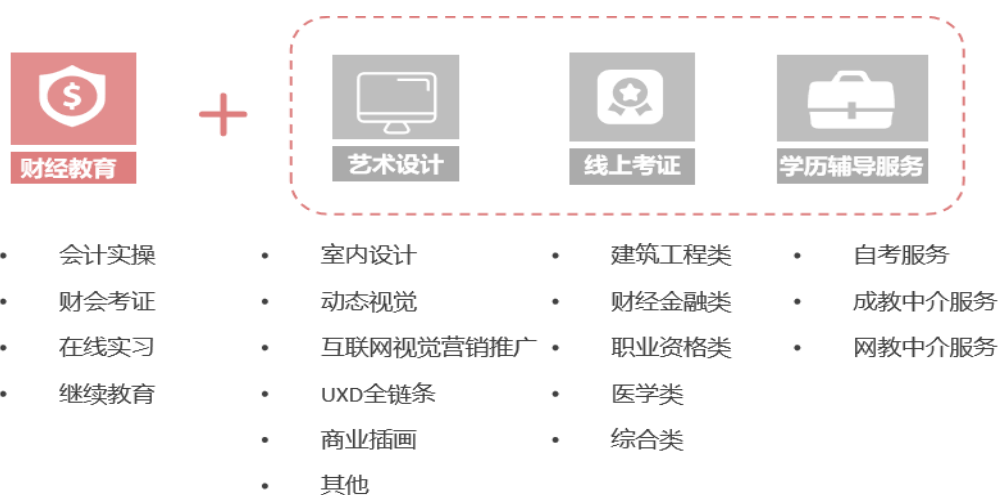 财经教育
艺术设计
线上考证
学历辅导服务
• 会计实操
• 财会考证
• 在线实习
• 继续教育
• 室内设计
• 动态视觉
• 互联网视觉营销推广
• UXD全链条
• 商业插画
• 其他
• 建筑工程类
• 财经金融类
• 职业资格类
• 医学类
• 综合类
• 自考服务
• 成教中介服务
• 网教中介服务